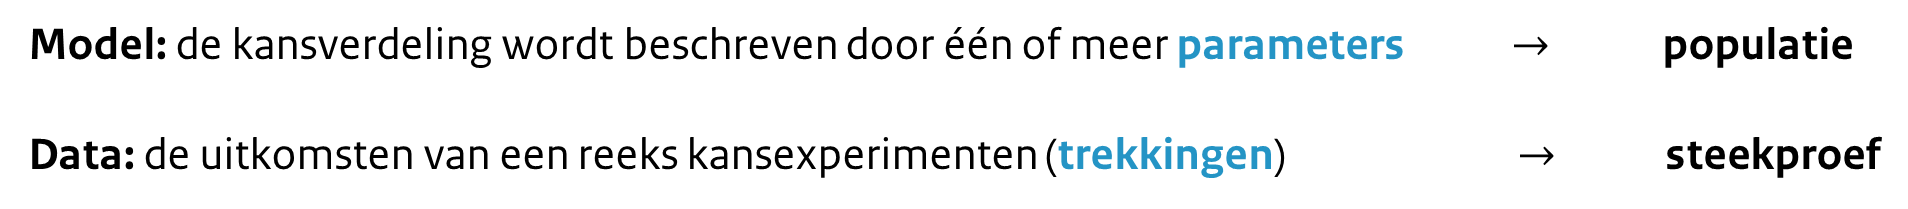 Model: de kansverdeling wordt beschreven door één of meer parameters → populatie
Data: de uitkomsten van een reeks kansexperimenten (trekkingen) → steekproef